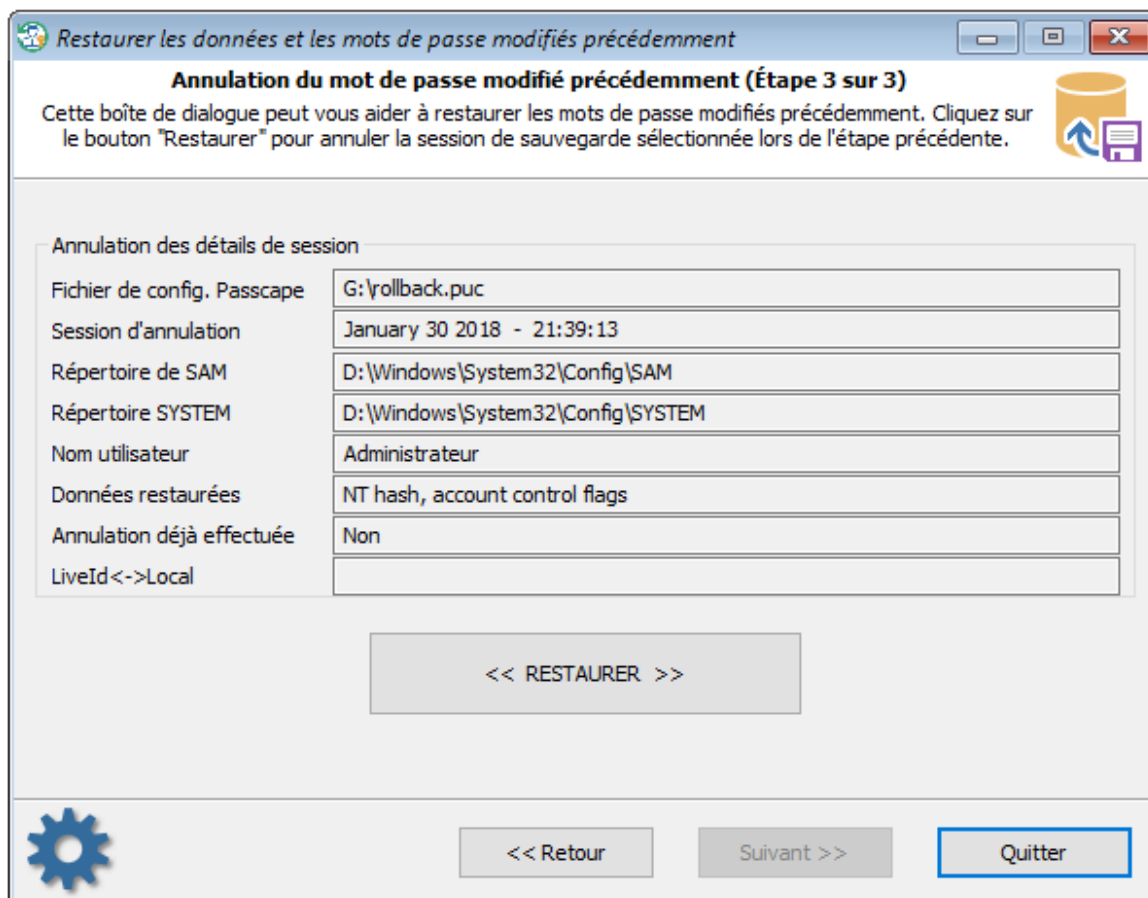 Restaurer les données et les mots de passe modifiés précédemment
Annulation du mot de passe modifié précédemment (Étape 3 sur 3)
Cette boîte de dialogue peut vous aider à restaurer les mots de passe modifiés précédemment. Cliquez sur
le bouton "Restaurer" pour annuler la session de sauvegarde sélectionnée lors de l'étape précédente.
Annulation des détails de session
Fichier de config. Passcape G:\rollback.puc
Session d'annulation January 30 2018 - 21:39:13
Répertoire de SAM D:\Windows\System32\Config\SAM
Répertoire SYSTEM D:\Windows\System32\Config\SYSTEM
Nom utilisateur Administrateur
Données restaurées NT hash, account control flags
Annulation déjà effectuée Non
LiveId<->Local
<< RESTAURER >>
<< Retour Suivant >> Quitter